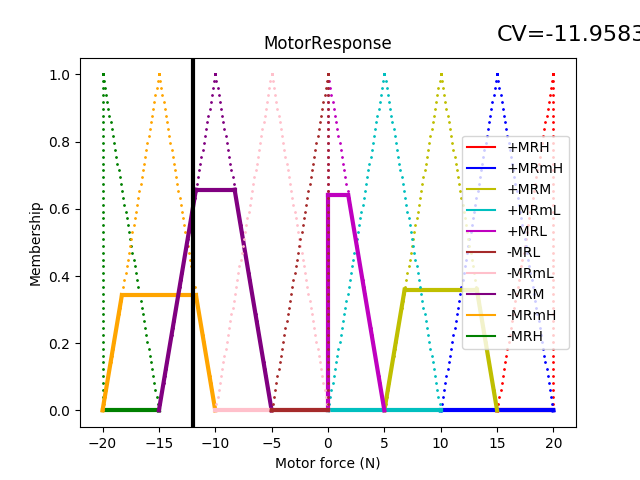 CV=-11.9583
MotorResponse
Membership
1.0
0.8
0.6
0.4
0.2
0.0
+MRH
+MRmH
+MRM
+MRmL
+MRL
-MRL
-MRmL
-MRM
-MRmH
-MRH
−20 −15 −10 −5 0 5 10 15 20
Motor force (N)